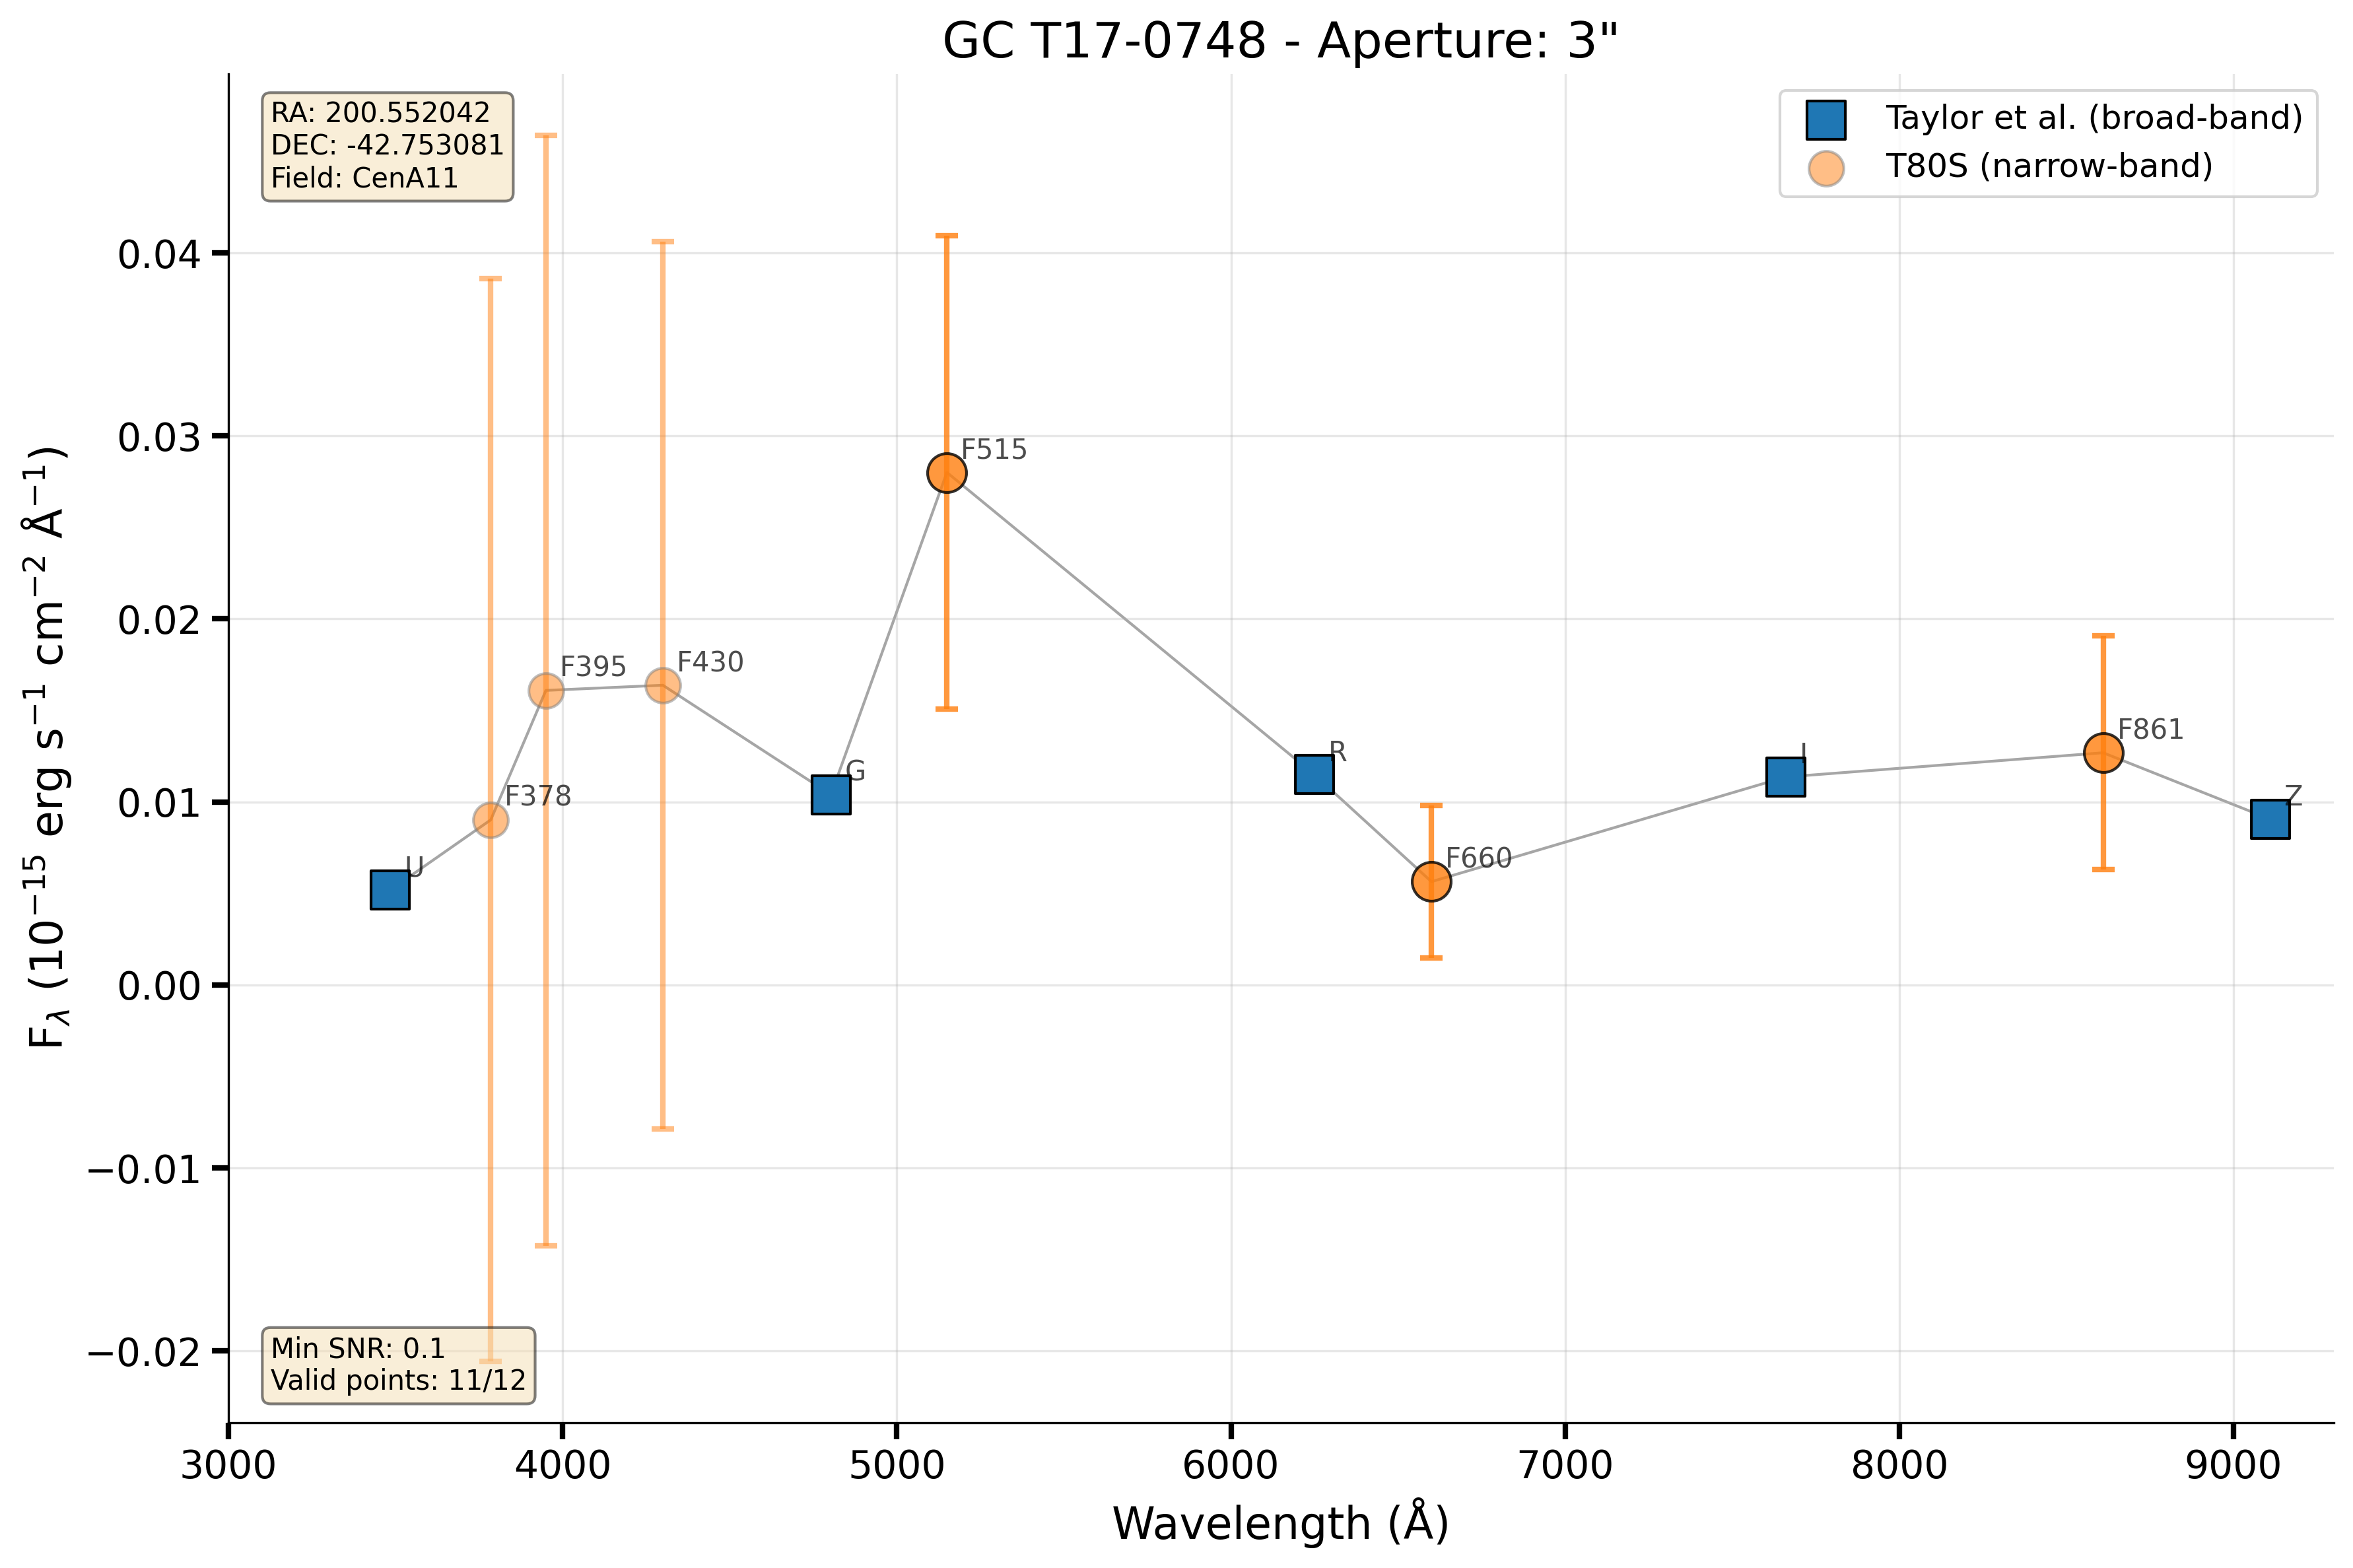 GC T17-0748 - Aperture: 3"
RA: 200.552042
DEC: -42.753081
Field: CenA11
Taylor et al. (broad-band)
T80S (narrow-band)
0.04
0.03
0.02
0.01
0.00
−0.01
−0.02
F_λ (10⁻¹⁵ erg s⁻¹ cm⁻² Å⁻¹)
U
F378
F395
F430
G
F515
R
F660
I
F861
Z
Min SNR: 0.1
Valid points: 11/12
3000 4000 5000 6000 7000 8000 9000
Wavelength (Å)